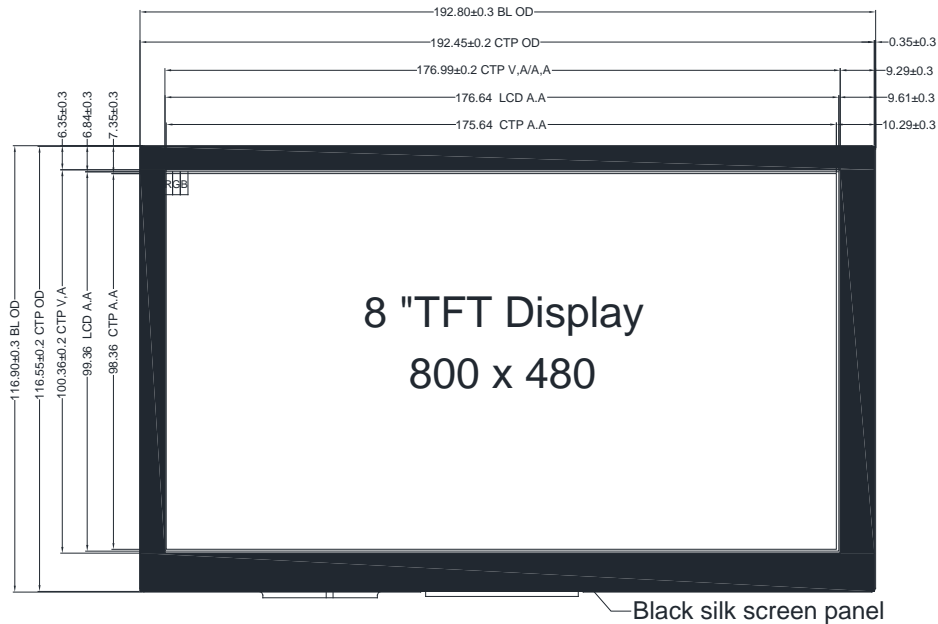 192.80±0.3 BL OD
192.45±0.2 CTP OD
0.35±0.3
176.99±0.2 CTP V,A/A,A
9.29±0.3
176.64 LCD A.A
9.61±0.3
175.64 CTP A.A
10.29±0.3
6.35±0.3
6.84±0.3
7.35±0.3
RGB
116.90±0.3 BL OD
116.55±0.2 CTP OD
100.36±0.2 CTP V,A
99.36 LCD A.A
98.36 CTP A.A
8 "TFT Display
800 x 480
Black silk screen panel